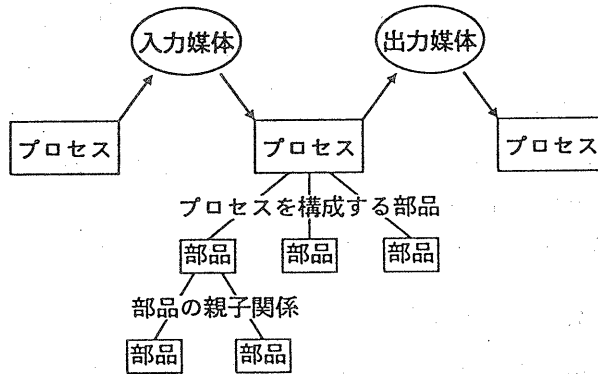 入力媒体
出力媒体
プロセス
プロセス
プロセス
プロセスを構成する部品
部品
部品
部品
部品の親子関係
部品
部品